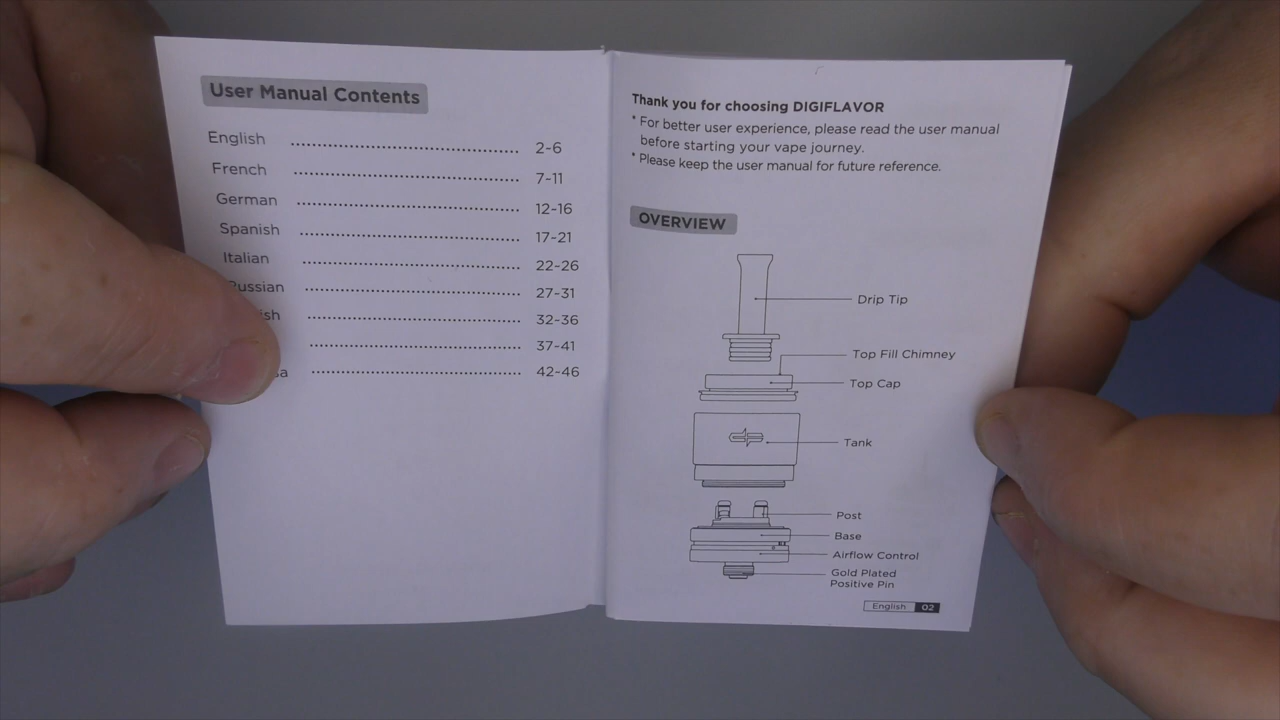 User Manual Contents
English ........................................ 2-6
French ........................................ 7-11
German ........................................ 12-16
Spanish ........................................ 17-21
Italian ........................................ 22-26
Russian ........................................ 27-31
........................................ 32-36
........................................ 37-41
........................................ 42-46
Thank you for choosing DIGIFLAVOR
* For better user experience, please read the user manual
before starting your vape journey.
* Please keep the user manual for future reference.
OVERVIEW
Drip Tip
Top Fill Chimney
Top Cap
Tank
Post
Base
Airflow Control
Gold Plated
Positive Pin
English 02